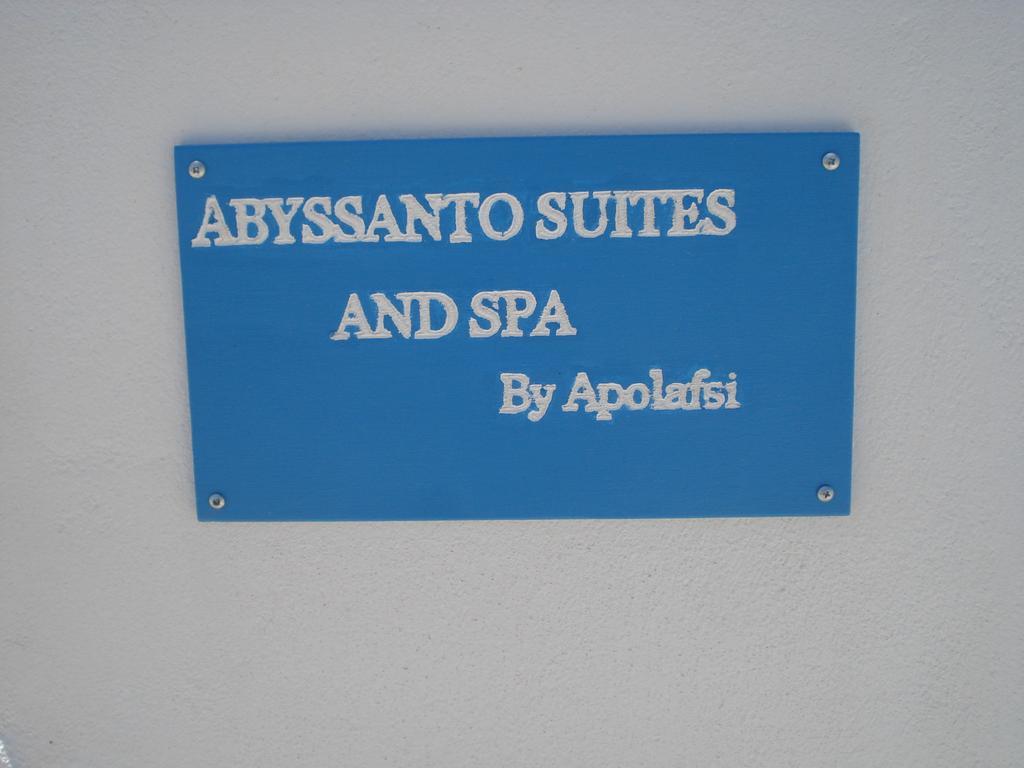 ABYSSANTO SUITES
AND SPA
By Apolafsi